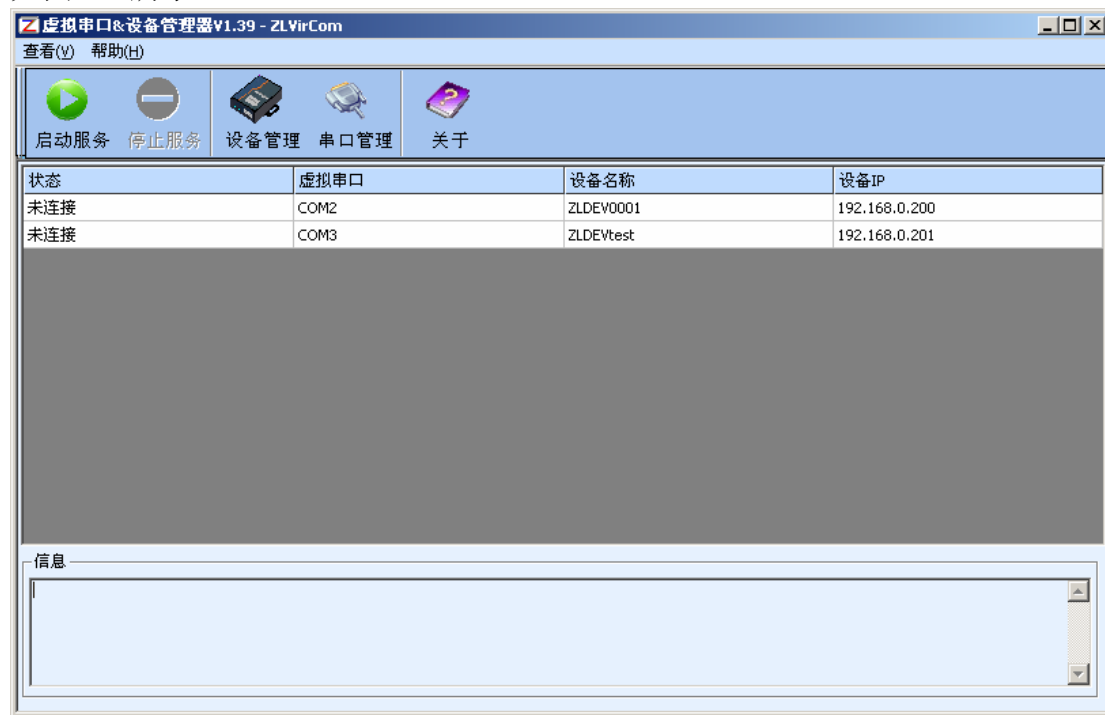 虚拟串口&设备管理器V1.39 - ZLVirCom
查看(V) 帮助(H)
启动服务 停止服务 设备管理 串口管理 关于
状态 虚拟串口 设备名称 设备IP
未连接 COM2 ZLDEV0001 192.168.0.200
未连接 COM3 ZLDEVtest 192.168.0.201
信息